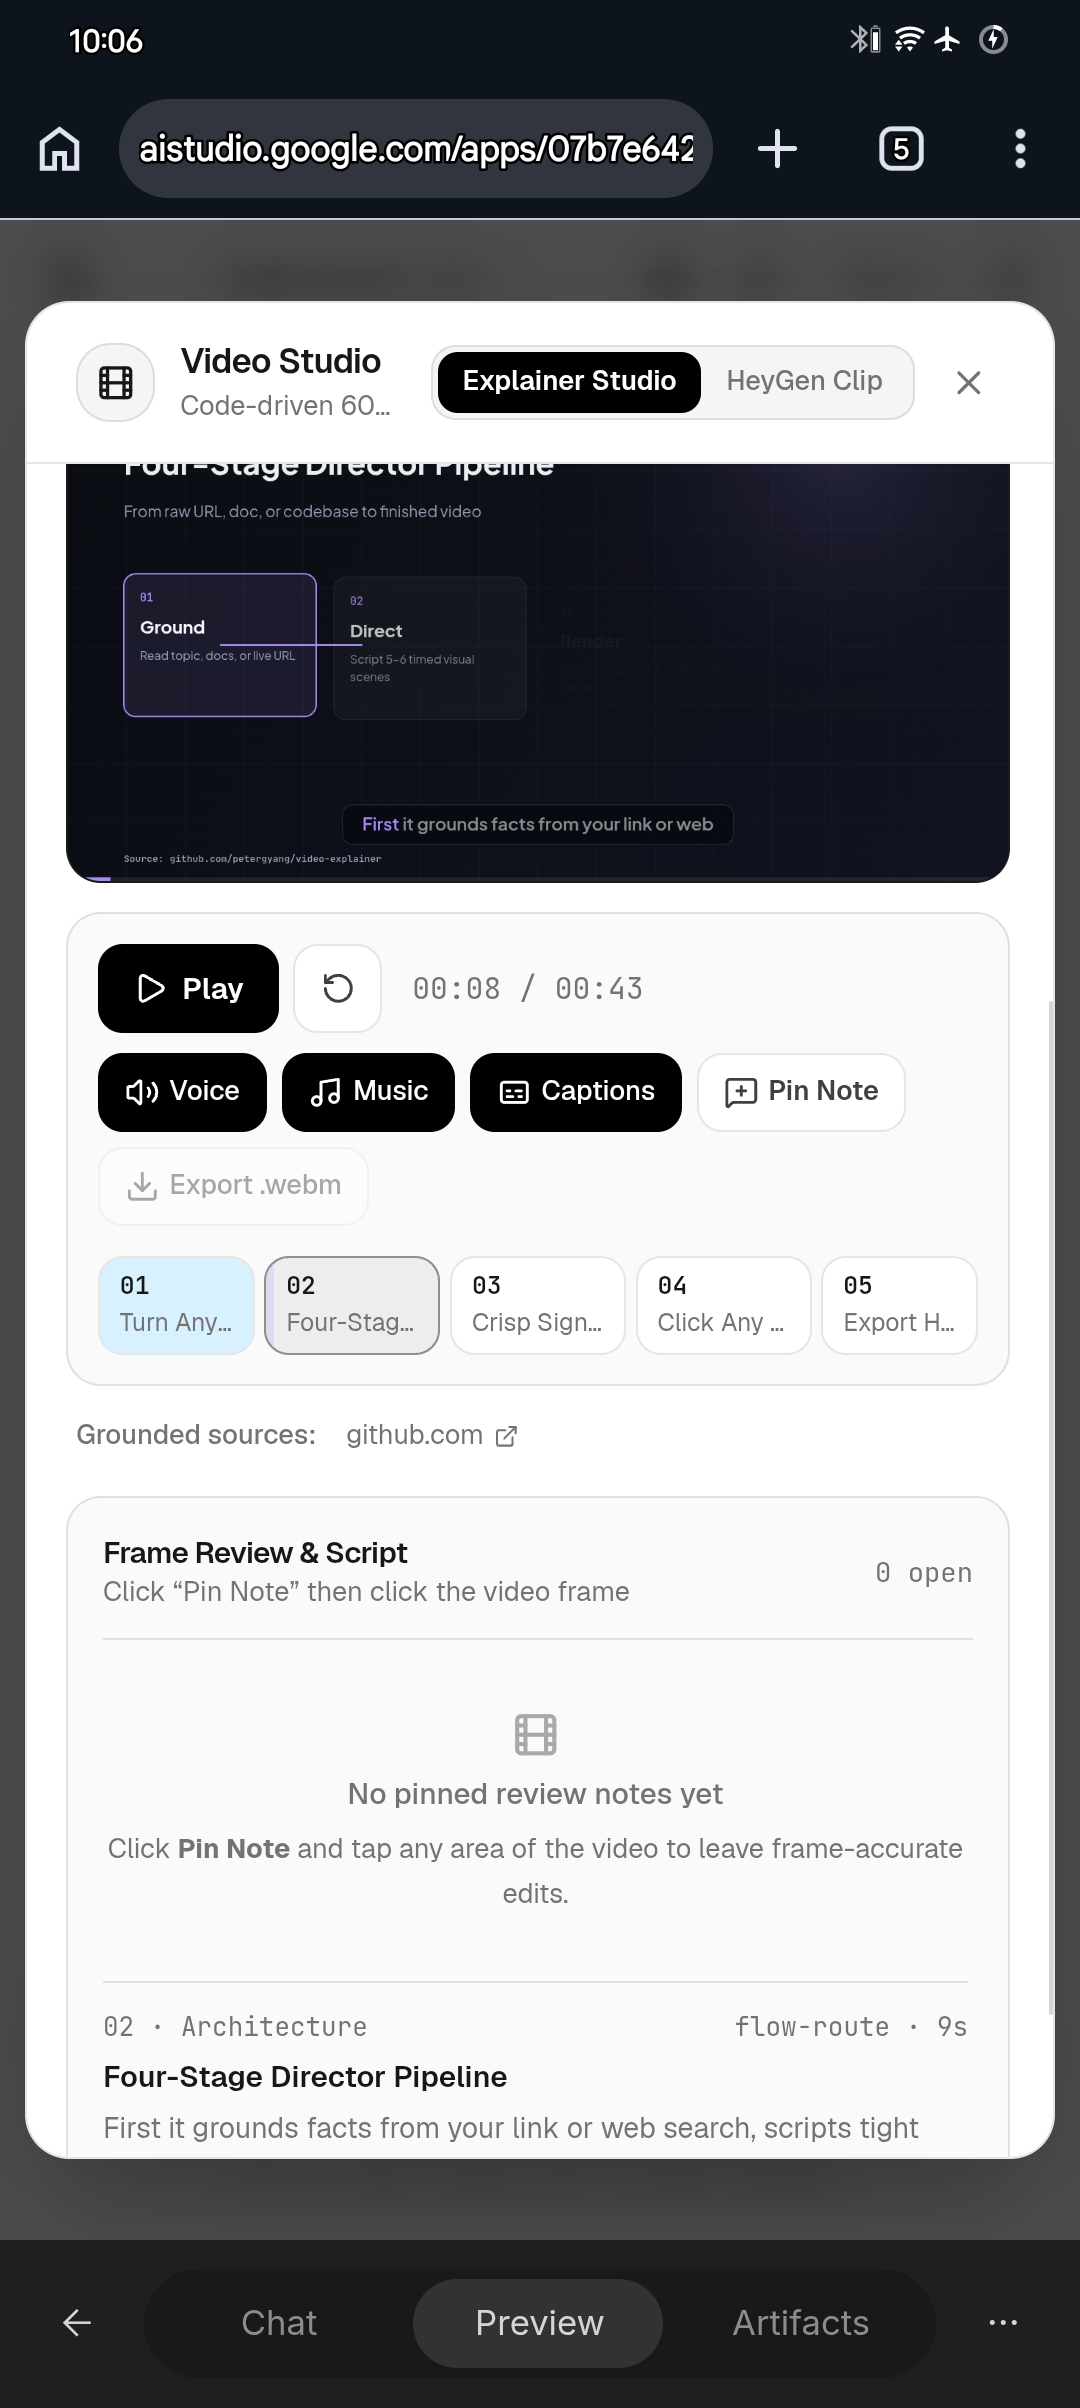 10:06
aistudio.google.com/apps/07b7e642
5
Video Studio
Code-driven 60...
Explainer Studio
HeyGen Clip
Four-Stage Director Pipeline
From raw URL, doc, or codebase to finished video
01
Ground
Read topic, docs, or live URL
02
Direct
Script 5-6 timed visual
scenes
Render
First it grounds facts from your link or web
Source: github.com/petergyang/video-explainer
Play
00:08 / 00:43
Voice
Music
Captions
Pin Note
Export .webm
01
Turn Any...
02
Four-Stag...
03
Crisp Sign...
04
Click Any ...
05
Export H...
Grounded sources: github.com
Frame Review & Script
Click “Pin Note” then click the video frame
0 open
No pinned review notes yet
Click Pin Note and tap any area of the video to leave frame-accurate
edits.
02 · Architecture
flow-route · 9s
Four-Stage Director Pipeline
First it grounds facts from your link or web search, scripts tight
Chat
Preview
Artifacts